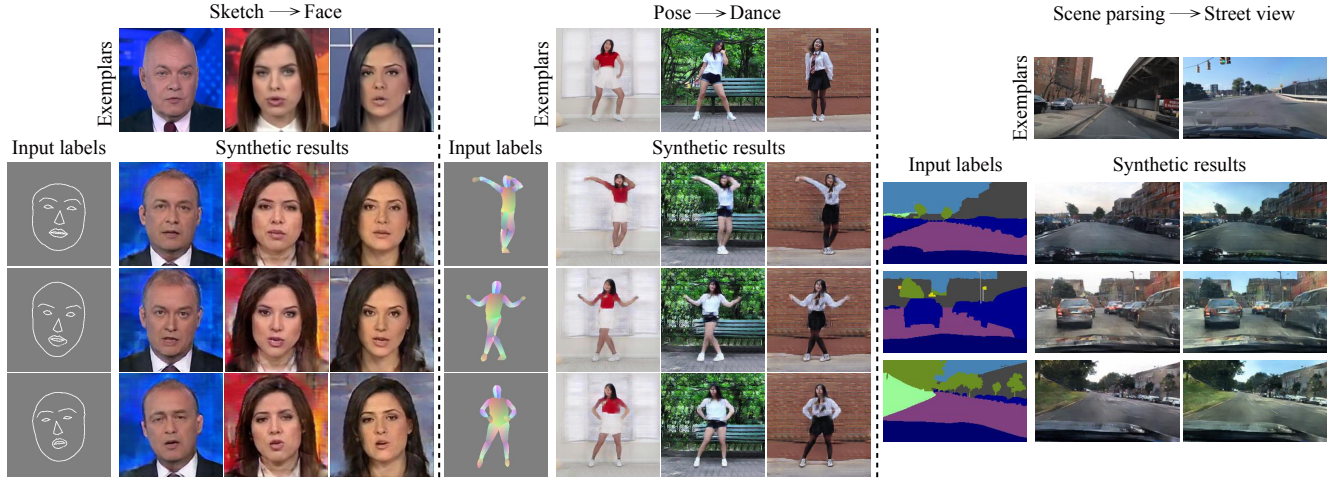 Sketch → Face
Exemplars
Input labels
Synthetic results
Pose → Dance
Exemplars
Input labels
Synthetic results
Scene parsing → Street view
Exemplars
Input labels
Synthetic results